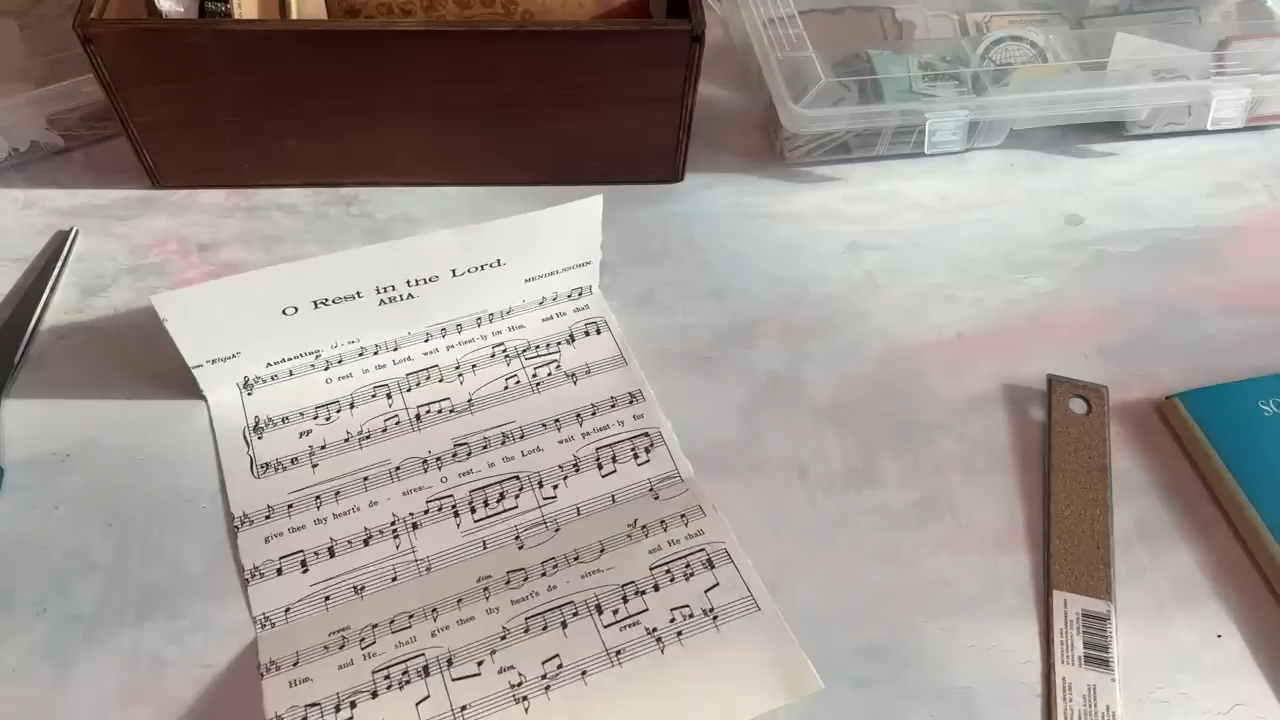 O Rest in the Lord.
ARIA.
MENDELSSOHN.
"Elijah"
Andantino.
p
O rest in the Lord, wait pa-tient-ly for Him, and He shall
pp
give thee thy heart's de - sires: O rest in the Lord, wait pa-tient-ly for
mf
dim.
cresc.
Him, and He shall give thee thy heart's de - sires, and He shall
cresc.
dim.